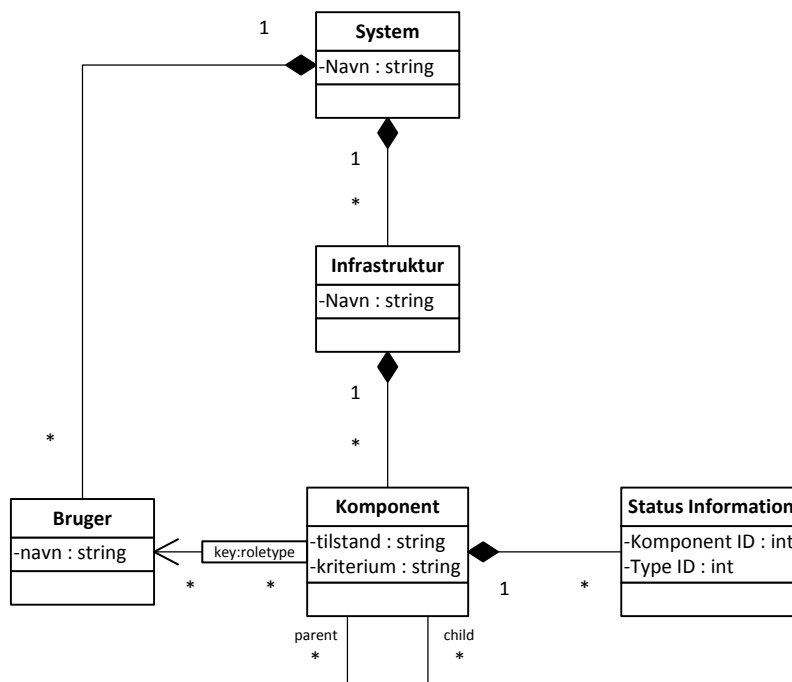 1
System
-Navn : string
1
*
Infrastruktur
-Navn : string
1
*
*
Bruger
-navn : string
key:roletype
*
*
Komponent
-tilstand : string
-kriterium : string
1
*
Status Information
-Komponent ID : int
-Type ID : int
parent
*
child
*